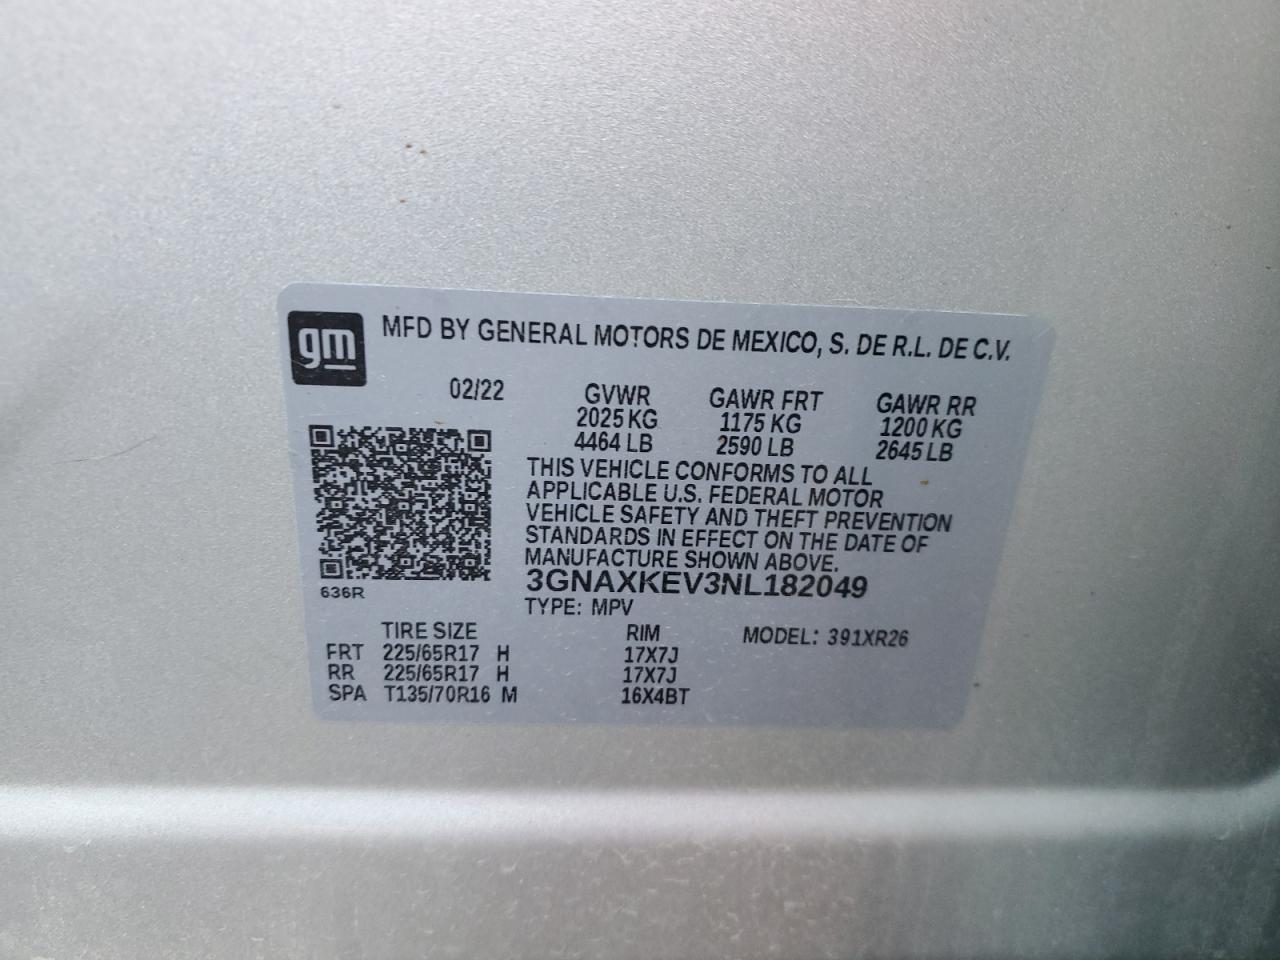 gm
MFD BY GENERAL MOTORS DE MEXICO, S. DE R.L. DE C.V.
02/22 GVWR GAWR FRT GAWR RR
2025 KG 1175 KG 1200 KG
4464 LB 2590 LB 2645 LB
THIS VEHICLE CONFORMS TO ALL
APPLICABLE U.S. FEDERAL MOTOR
VEHICLE SAFETY AND THEFT PREVENTION
STANDARDS IN EFFECT ON THE DATE OF
MANUFACTURE SHOWN ABOVE.
3GNAXKEV3NL182049
636R
TYPE: MPV
TIRE SIZE RIM MODEL: 391XR26
FRT 225/65R17 H 17X7J
RR 225/65R17 H 17X7J
SPA T135/70R16 M 16X4BT